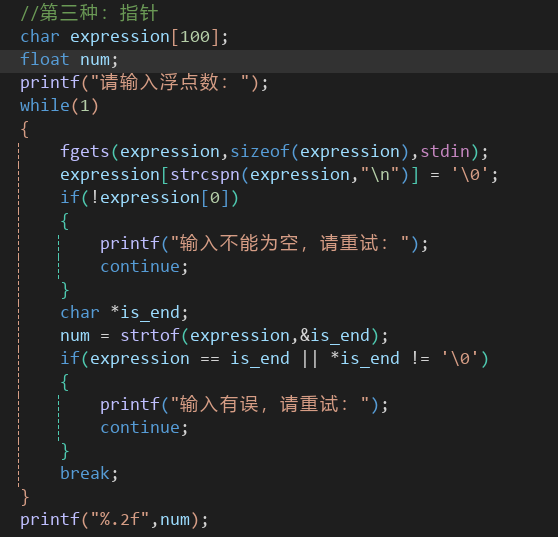 //第三种：指针
char expression[100];
float num;
printf("请输入浮点数：");
while(1)
{
fgets(expression,sizeof(expression),stdin);
expression[strcspn(expression,"\n")] = '\0';
if(!expression[0])
{
printf("输入不能为空，请重试：");
continue;
}
char *is_end;
num = strtof(expression,&is_end);
if(expression == is_end || *is_end != '\0')
{
printf("输入有误，请重试：");
continue;
}
break;
}
printf("%.2f",num);